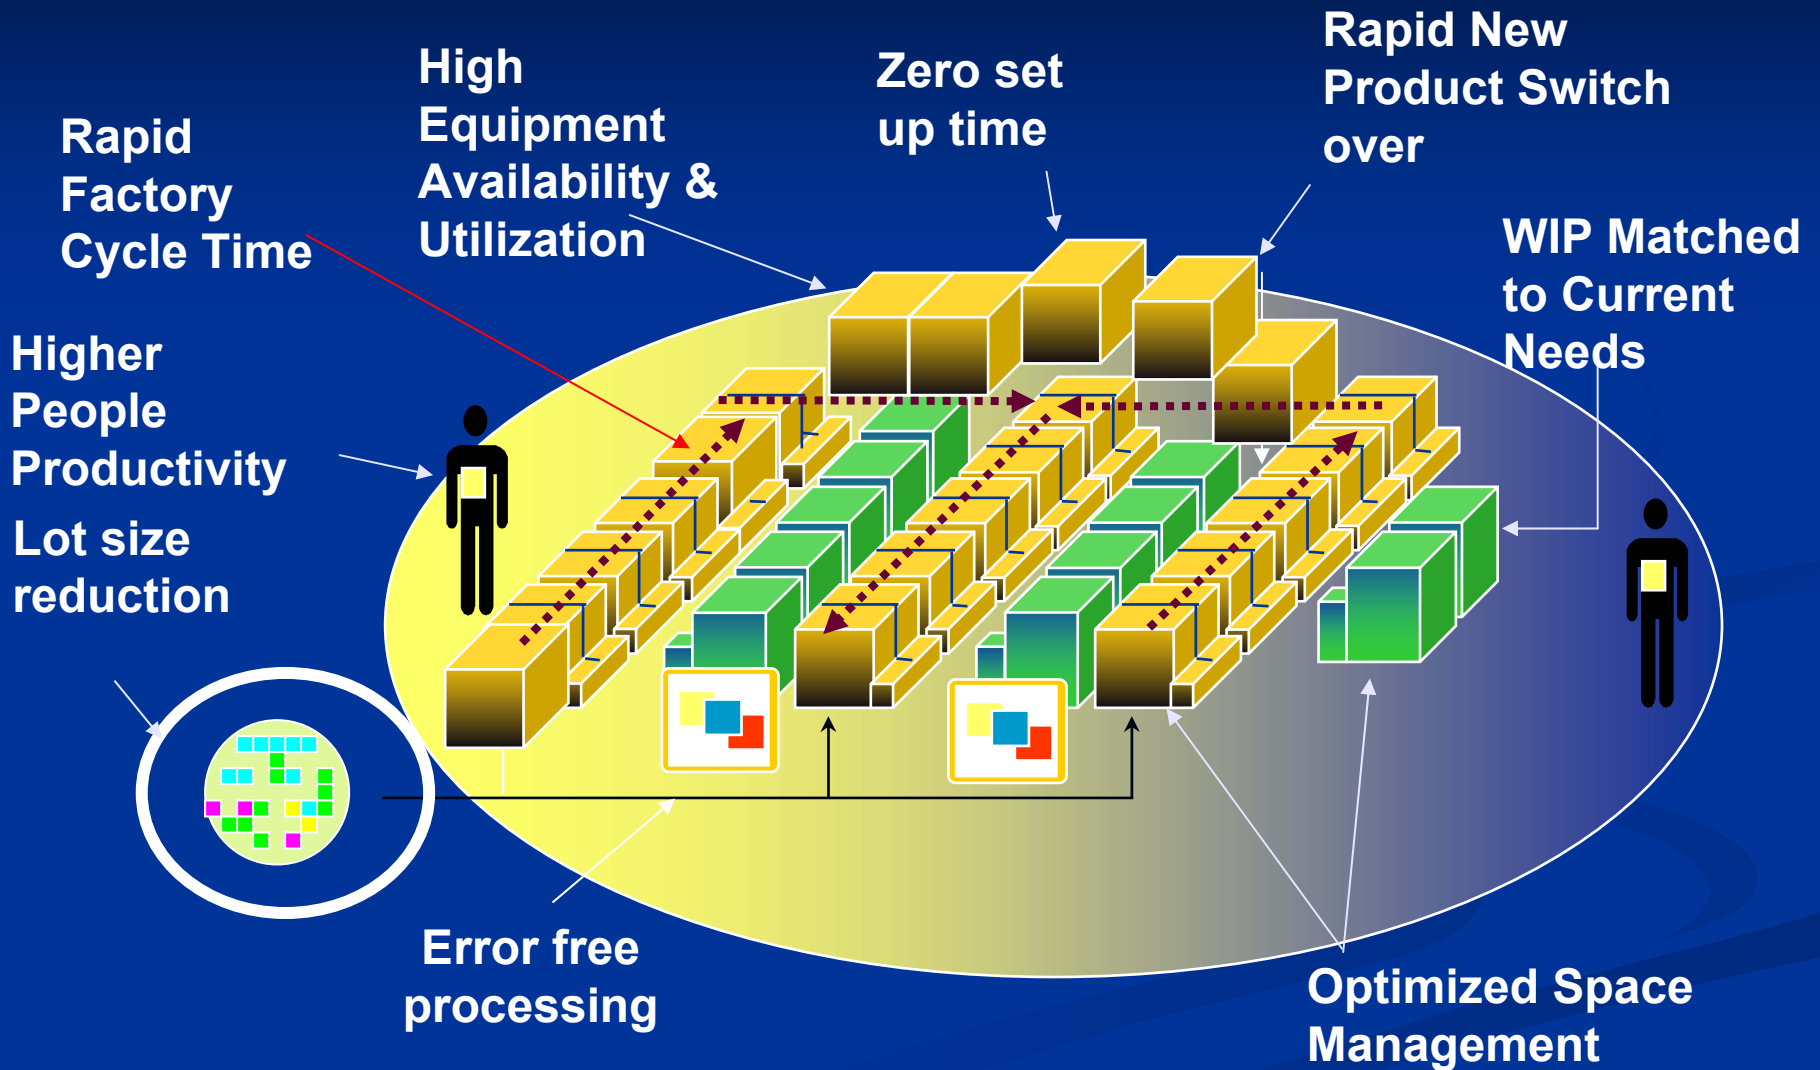 Rapid
Factory
Cycle Time
High
Equipment
Availability &
Utilization
Zero set
up time
Rapid New
Product Switch
over
WIP Matched
to Current
Needs
Higher
People
Productivity
Lot size
reduction
Error free
processing
Optimized Space
Management